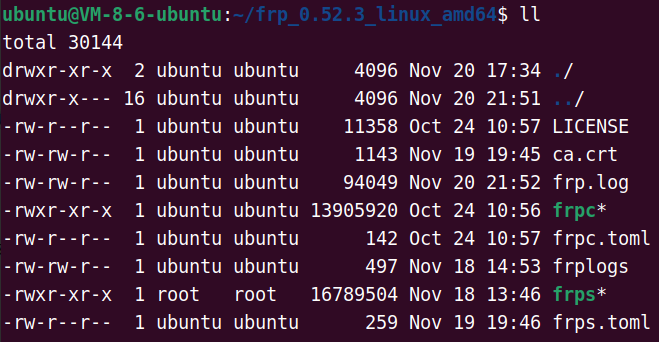 ubuntu@VM-8-6-ubuntu:~/frp_0.52.3_linux_amd64$ ll
total 30144
drwxr-xr-x  2 ubuntu ubuntu     4096 Nov 20 17:34 ./
drwxr-x--- 16 ubuntu ubuntu     4096 Nov 20 21:51 ../
-rw-r--r--  1 ubuntu ubuntu    11358 Oct 24 10:57 LICENSE
-rw-rw-r--  1 ubuntu ubuntu     1143 Nov 19 19:45 ca.crt
-rw-rw-r--  1 ubuntu ubuntu    94049 Nov 20 21:52 frp.log
-rwxr-xr-x  1 ubuntu ubuntu 13905920 Oct 24 10:56 frpc*
-rw-r--r--  1 ubuntu ubuntu      142 Oct 24 10:57 frpc.toml
-rw-rw-r--  1 ubuntu ubuntu      497 Nov 18 14:53 frplogs
-rwxr-xr-x  1 root   root   16789504 Nov 18 13:46 frps*
-rw-r--r--  1 ubuntu ubuntu      259 Nov 19 19:46 frps.toml